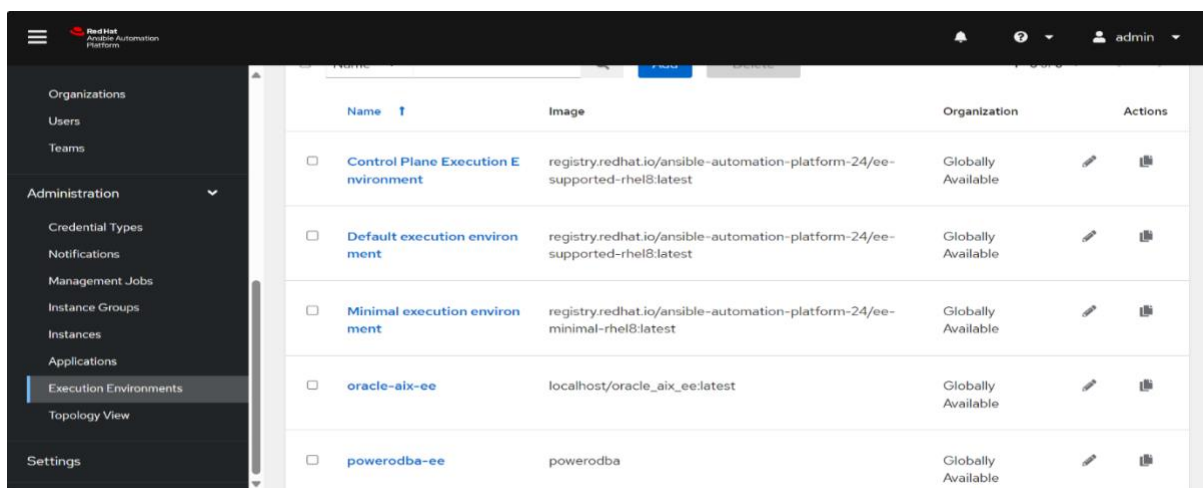 Red Hat
Ansible Automation
Platform
admin
Organizations
Users
Teams
Administration
Credential Types
Notifications
Management Jobs
Instance Groups
Instances
Applications
Execution Environments
Topology View
Settings
Name
Add
Delete
Name Image Organization Actions
Control Plane Execution E registry.redhat.io/ansible-automation-platform-24/ee- Globally
nvironment supported-rhel8:latest Available
Default execution environ registry.redhat.io/ansible-automation-platform-24/ee- Globally
ment supported-rhel8:latest Available
Minimal execution environ registry.redhat.io/ansible-automation-platform-24/ee- Globally
ment minimal-rhel8:latest Available
oracle-aix-ee localhost/oracle_aix_ee:latest Globally
Available
powerodba-ee powerodba Globally
Available